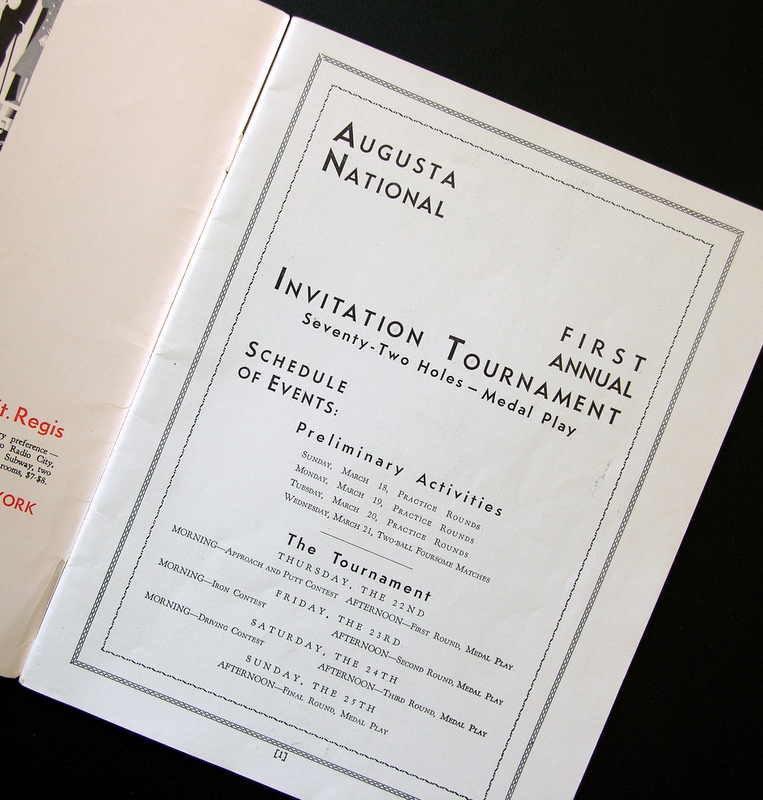 t. Regis
ry preference —
o Radio City,
Subway, two
rooms, $7-$8.
YORK
AUGUSTA
NATIONAL
FIRST
ANNUAL
INVITATION TOURNAMENT
Seventy-Two Holes — Medal Play
SCHEDULE
OF EVENTS:
Preliminary Activities
SUNDAY, MARCH 18, PRACTICE ROUNDS
MONDAY, MARCH 19, PRACTICE ROUNDS
TUESDAY, MARCH 20, PRACTICE ROUNDS
WEDNESDAY, MARCH 21, TWO-BALL FOURSOME MATCHES
The Tournament
THURSDAY, THE 22ND
MORNING—APPROACH AND PUTT CONTEST AFTERNOON—FIRST ROUND, MEDAL PLAY
FRIDAY, THE 23RD
MORNING—IRON CONTEST AFTERNOON—SECOND ROUND, MEDAL PLAY
SATURDAY, THE 24TH
MORNING—DRIVING CONTEST AFTERNOON—THIRD ROUND, MEDAL PLAY
SUNDAY, THE 25TH
AFTERNOON—FINAL ROUND, MEDAL PLAY
[1]